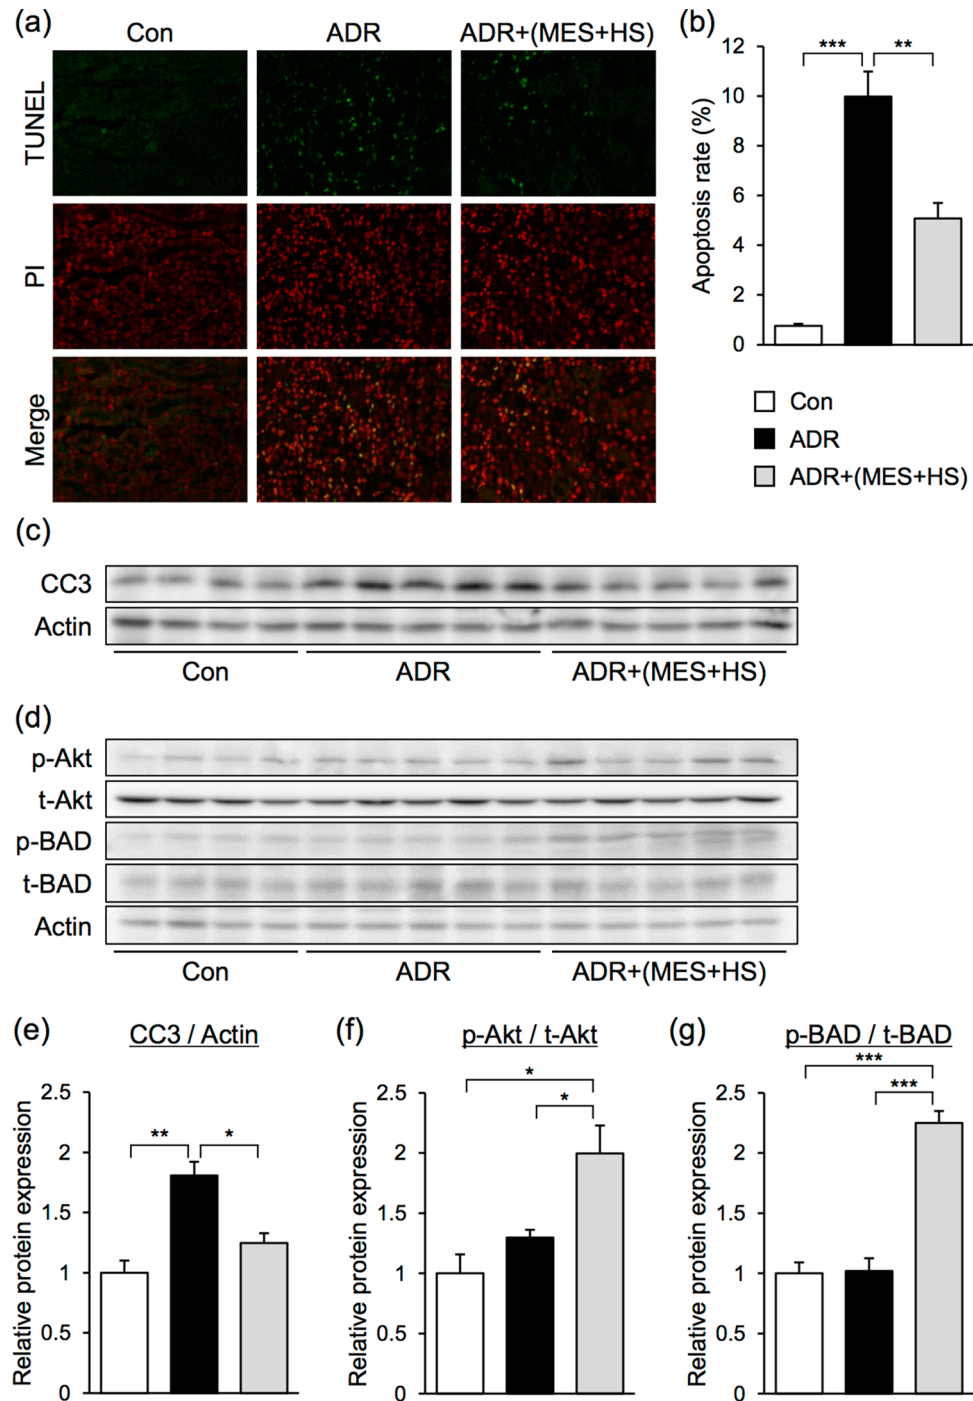 (a)
Con
ADR
ADR+(MES+HS)
TUNEL
PI
Merge
(b)
***
**
Apoptosis rate (%)
12
10
8
6
4
2
0
Con
ADR
ADR+(MES+HS)
(c)
CC3
Actin
Con
ADR
ADR+(MES+HS)
(d)
p-Akt
t-Akt
p-BAD
t-BAD
Actin
Con
ADR
ADR+(MES+HS)
(e)
CC3 / Actin
Relative protein expression
2.5
2
1.5
1
0.5
0
**
*
(f)
p-Akt / t-Akt
Relative protein expression
2.5
2
1.5
1
0.5
0
*
*
(g)
p-BAD / t-BAD
Relative protein expression
2.5
2
1.5
1
0.5
0
***
***